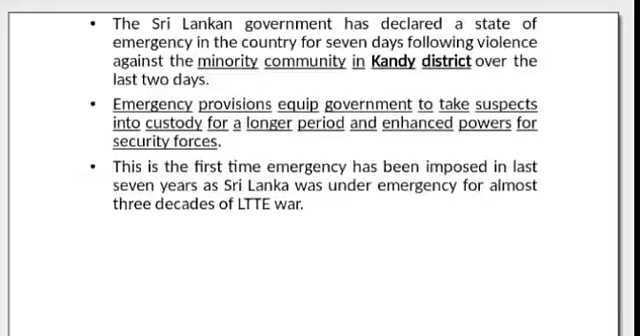 • The Sri Lankan government has declared a state of
emergency in the country for seven days following violence
against the minority community in Kandy district over the
last two days.
• Emergency provisions equip government to take suspects
into custody for a longer period and enhanced powers for
security forces.
• This is the first time emergency has been imposed in last
seven years as Sri Lanka was under emergency for almost
three decades of LTTE war.